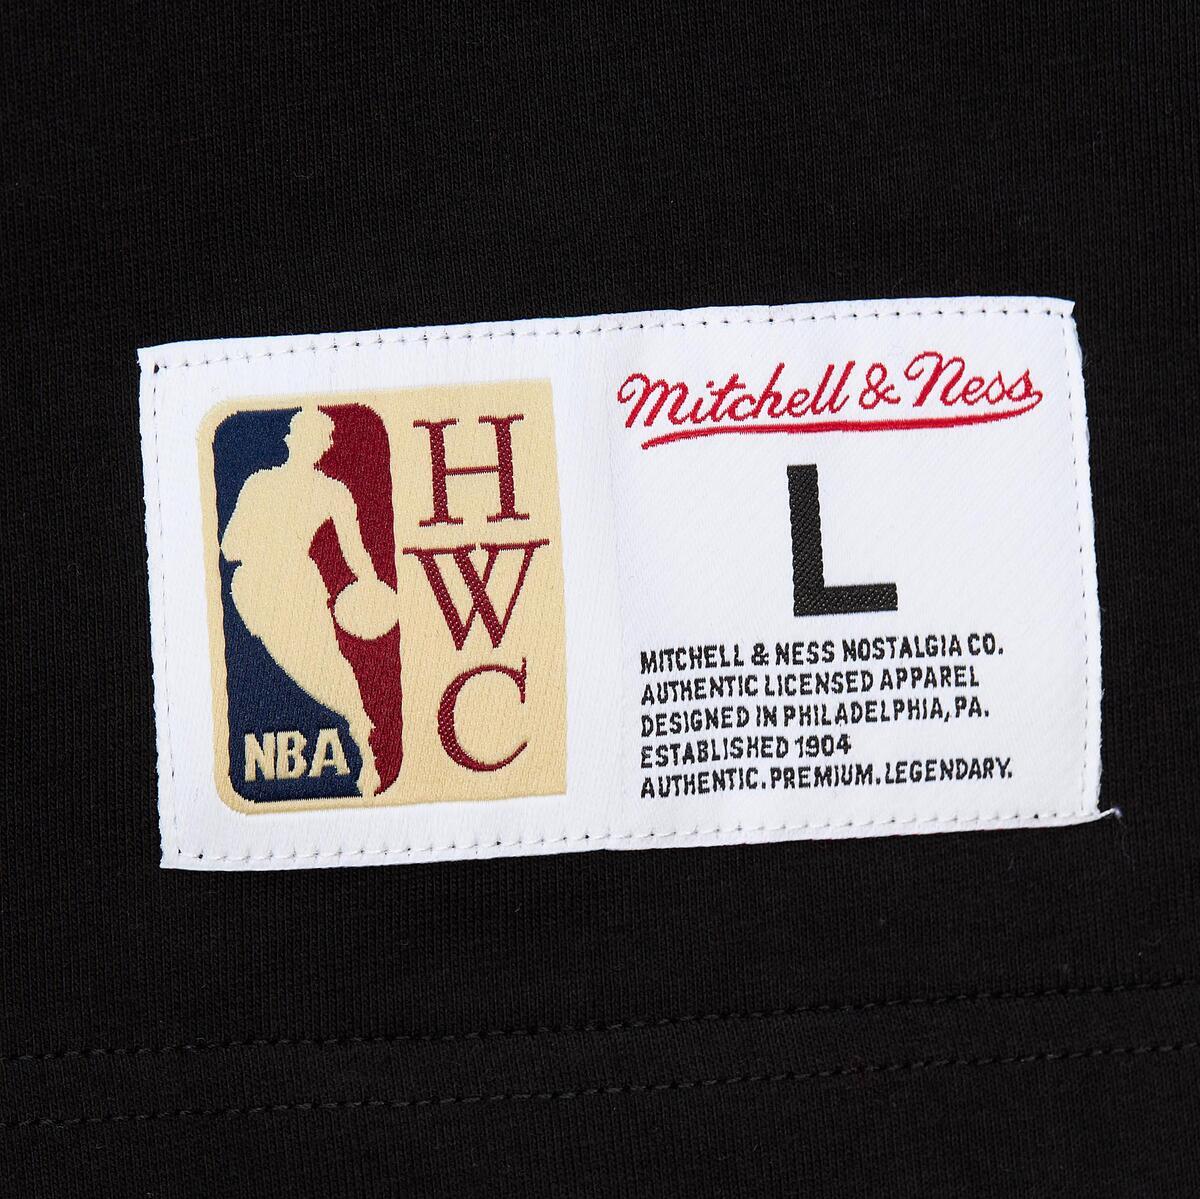 NBA
H
W
C
Mitchell & Ness
L
MITCHELL & NESS NOSTALGIA CO.
AUTHENTIC LICENSED APPAREL
DESIGNED IN PHILADELPHIA, PA.
ESTABLISHED 1904
AUTHENTIC. PREMIUM. LEGENDARY.